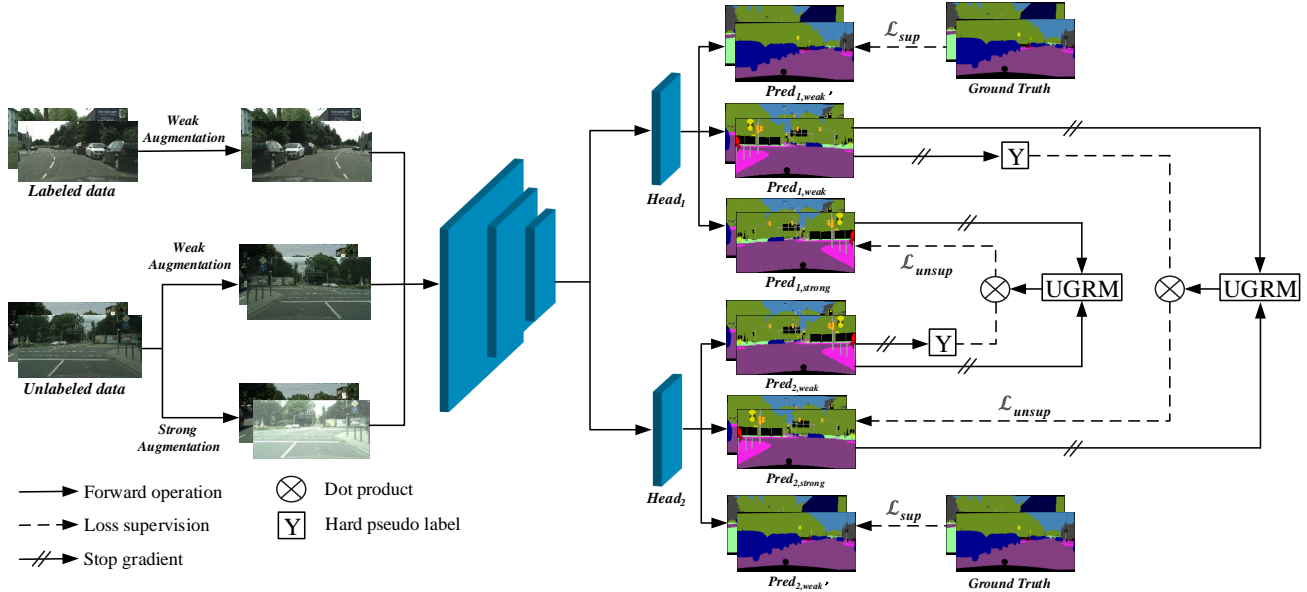 Labeled data
Weak
Augmentation
Unlabeled data
Weak
Augmentation
Strong
Augmentation
Head₁
Head₂
Pred₁,weak’
ℒsup
Ground Truth
Pred₁,weak
Y
Pred₁,strong
ℒunsup
UGRM
UGRM
Pred₂,weak
Y
ℒunsup
Pred₂,strong
ℒsup
Pred₂,weak’
Ground Truth
Forward operation
Loss supervision
Stop gradient
Dot product
Y
Hard pseudo label